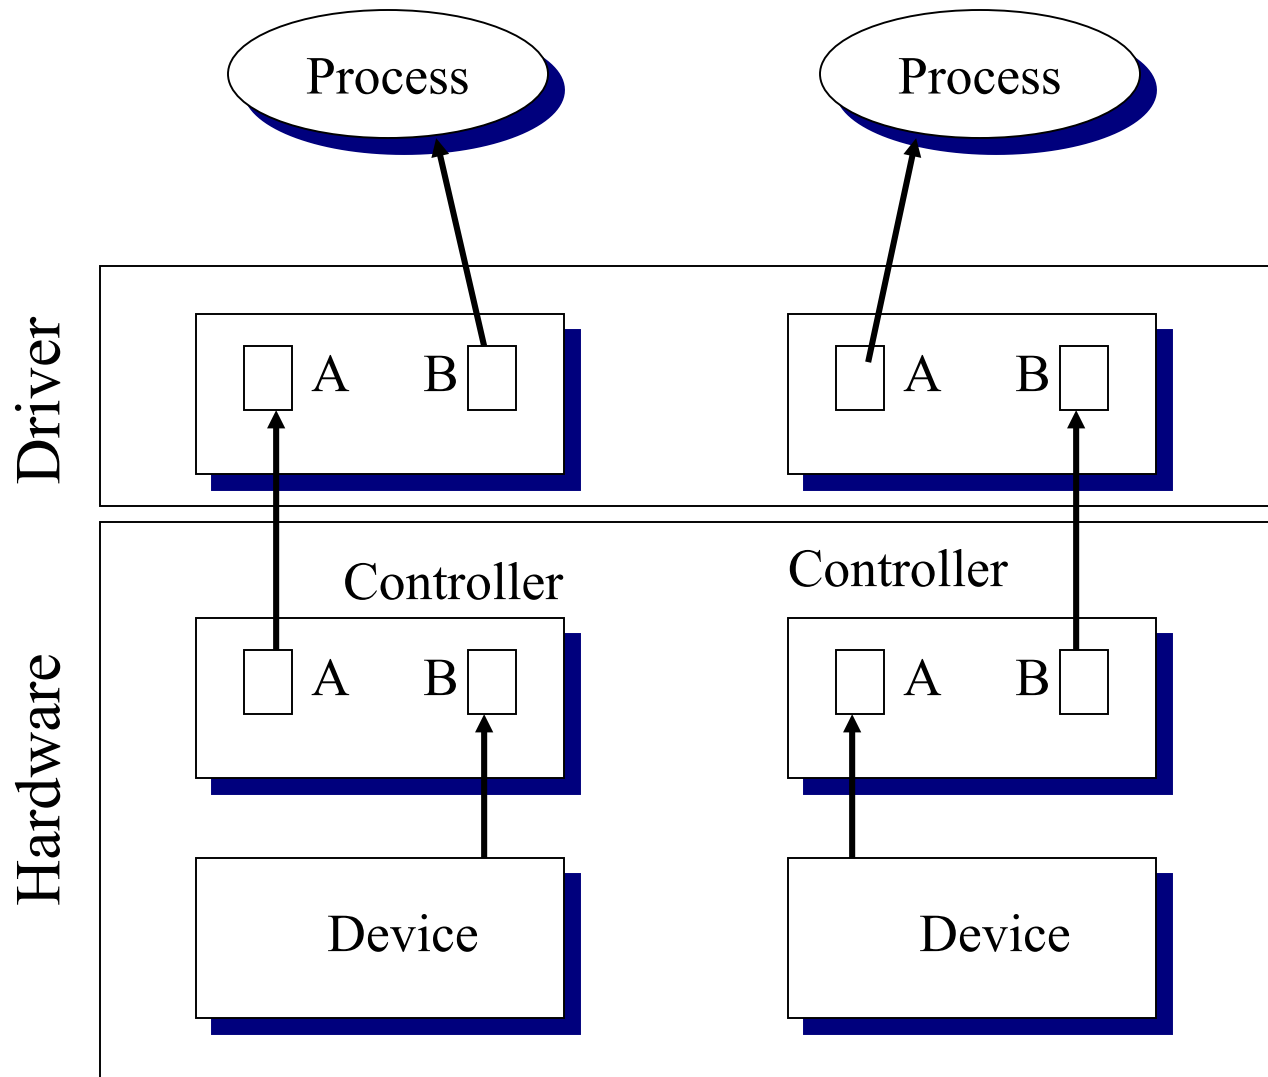 Process
Process
Driver
A
B
A
B
Controller
Controller
Hardware
A
B
A
B
Device
Device